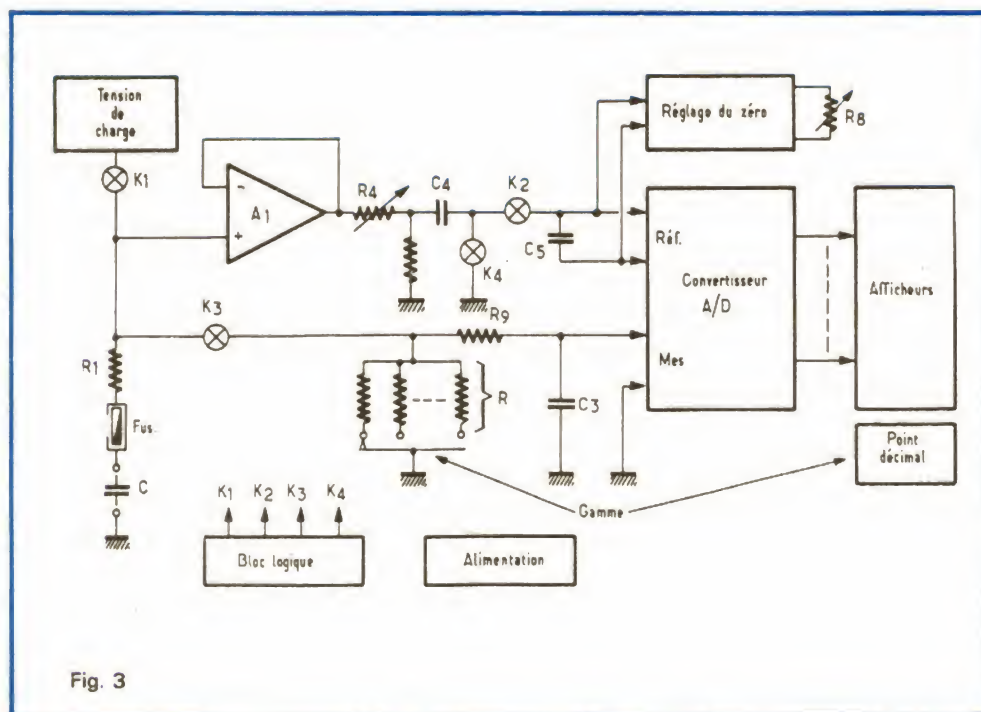 Tension
de
charge
K1
A1
-
+
R4
C4
K2
K4
C5
Réglage du zéro
R8
Réf.
Convertisseur
A/D
Mes
Afficheurs
K3
R9
R1
Fus.
C
R
C3
Point
décimal
Gamme
K1 K2 K3 K4
Bloc logique
Alimentation
Fig. 3